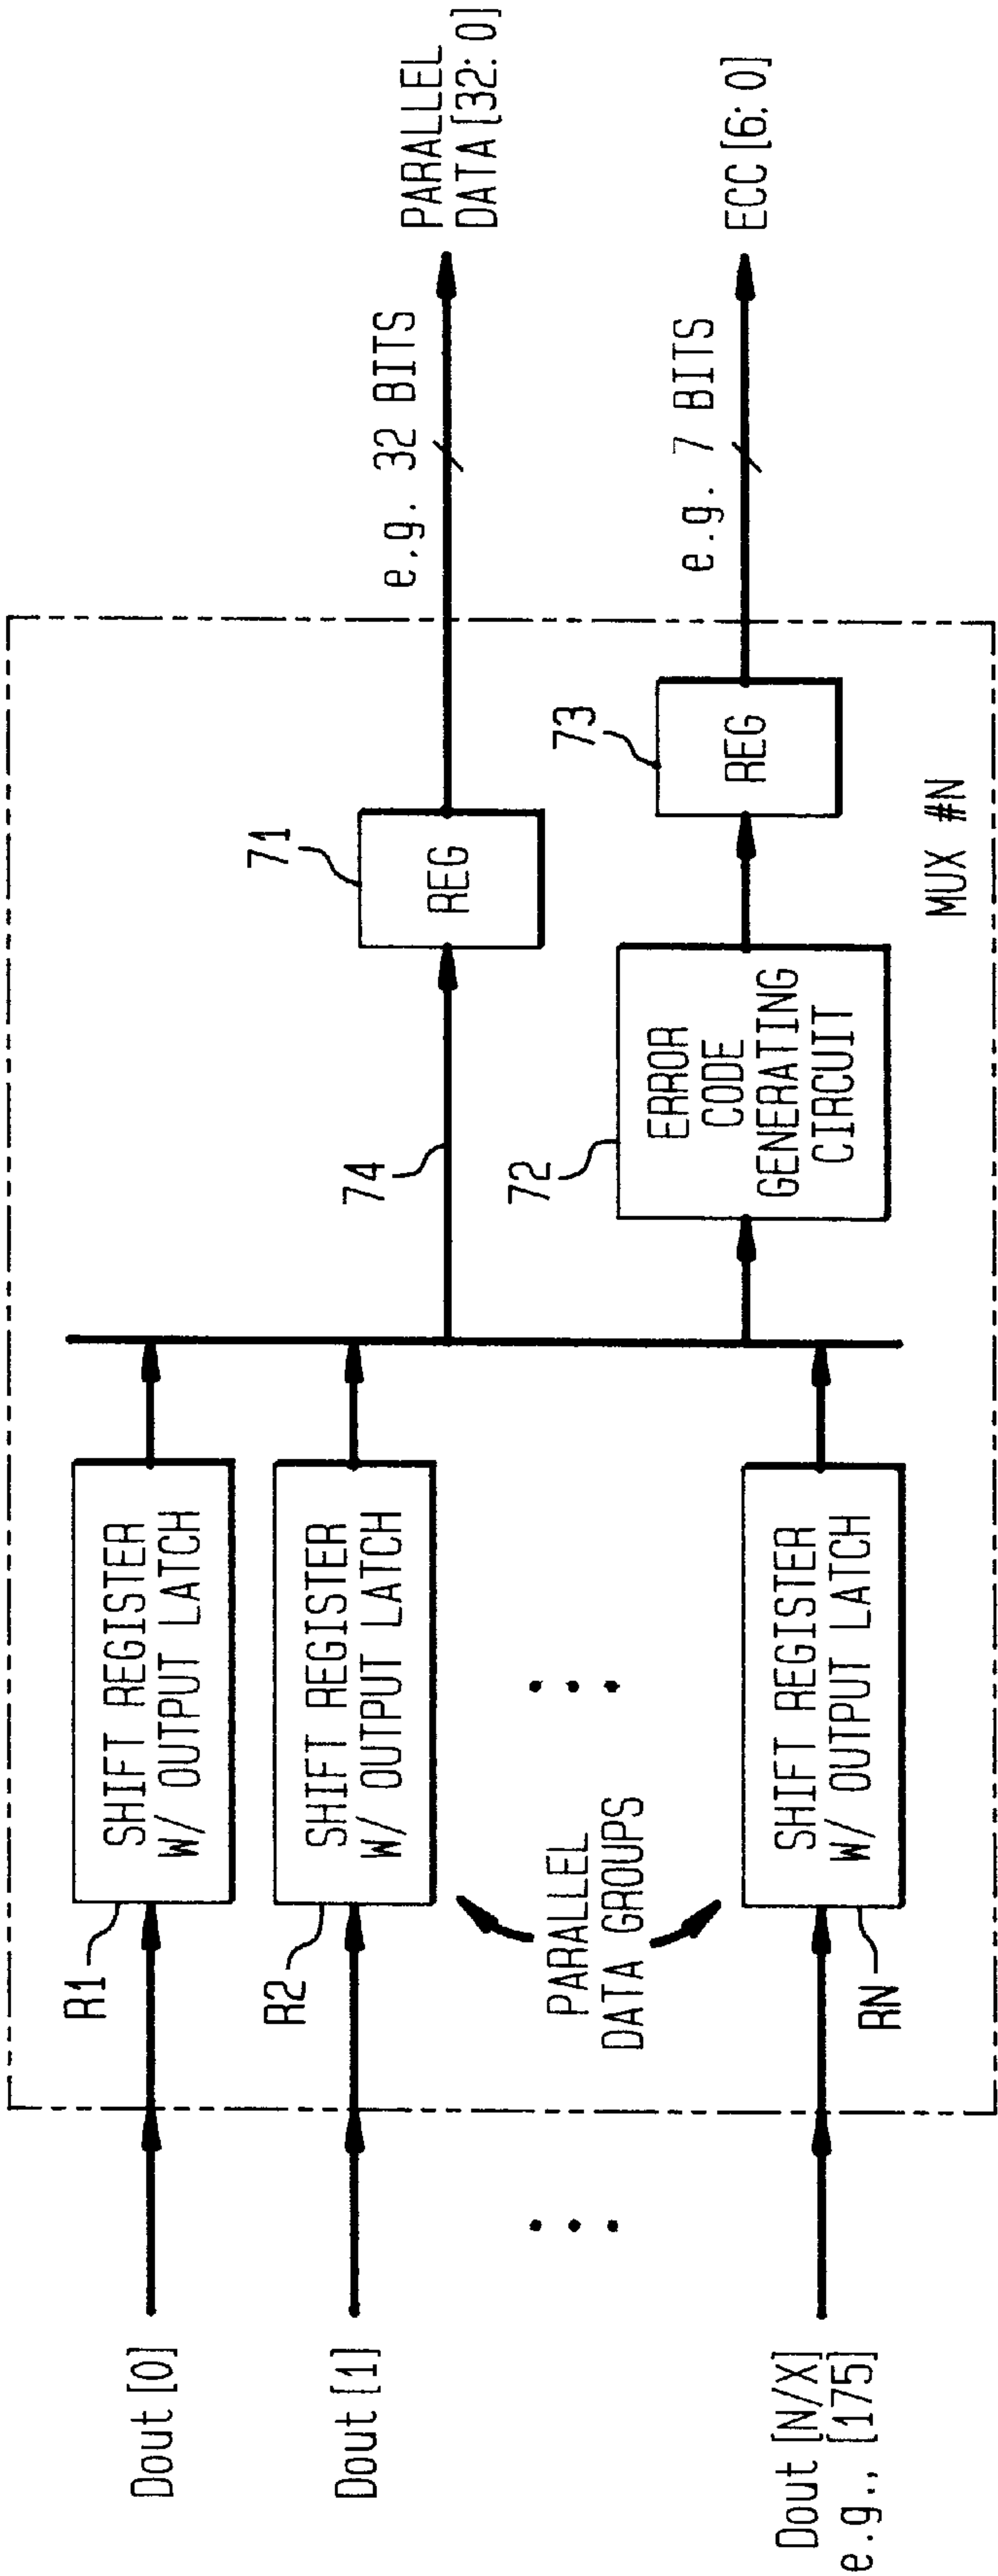 Dout [0]
R1
SHIFT REGISTER
W/ OUTPUT LATCH
Dout [1]
R2
SHIFT REGISTER
W/ OUTPUT LATCH
PARALLEL
DATA GROUPS
Dout [N/X]
e.g., [175]
RN
SHIFT REGISTER
W/ OUTPUT LATCH
74
71
REG
e.g. 32 BITS
PARALLEL
DATA [32: 0]
72
ERROR
CODE
GENERATING
CIRCUIT
73
REG
e.g. 7 BITS
ECC [6: 0]
MUX #N